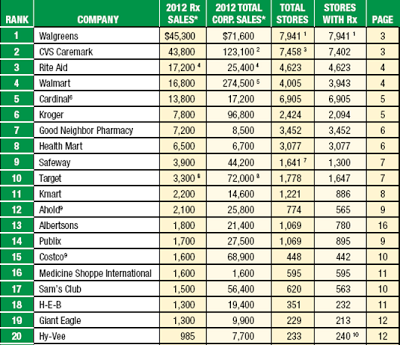 RANK COMPANY 2012 Rx SALES* 2012 TOTAL CORP. SALES* TOTAL STORES STORES WITH Rx PAGE
1 Walgreens $45,300 $71,600 7,941 ¹ 7,941 ¹ 3
2 CVS Caremark 43,800 123,100 ² 7,458 ³ 7,402 3
3 Rite Aid 17,200 ⁴ 25,400 ⁴ 4,623 4,623 4
4 Walmart 16,800 274,500 ⁵ 4,005 3,943 4
5 Cardinal⁶ 13,800 17,200 6,905 6,905 5
6 Kroger 7,800 96,800 2,424 2,094 5
7 Good Neighbor Pharmacy 7,200 8,500 3,452 3,452 6
8 Health Mart 6,500 6,700 3,077 3,077 6
9 Safeway 3,900 44,200 1,641 ⁷ 1,300 7
10 Target 3,300 ⁸ 72,000 ⁸ 1,778 1,647 7
11 Kmart 2,200 14,600 1,221 886 8
12 Ahold⁹ 2,100 25,800 774 565 9
13 Albertsons 1,800 21,400 1,069 780 16
14 Publix 1,700 27,500 1,069 895 9
15 Costco⁹ 1,600 68,900 448 442 10
16 Medicine Shoppe International 1,600 1,600 595 595 11
17 Sam's Club 1,500 56,400 620 563 10
18 H-E-B 1,300 19,400 351 232 11
19 Giant Eagle 1,300 9,900 229 213 12
20 Hy-Vee 985 7,700 233 240 ¹⁰ 12